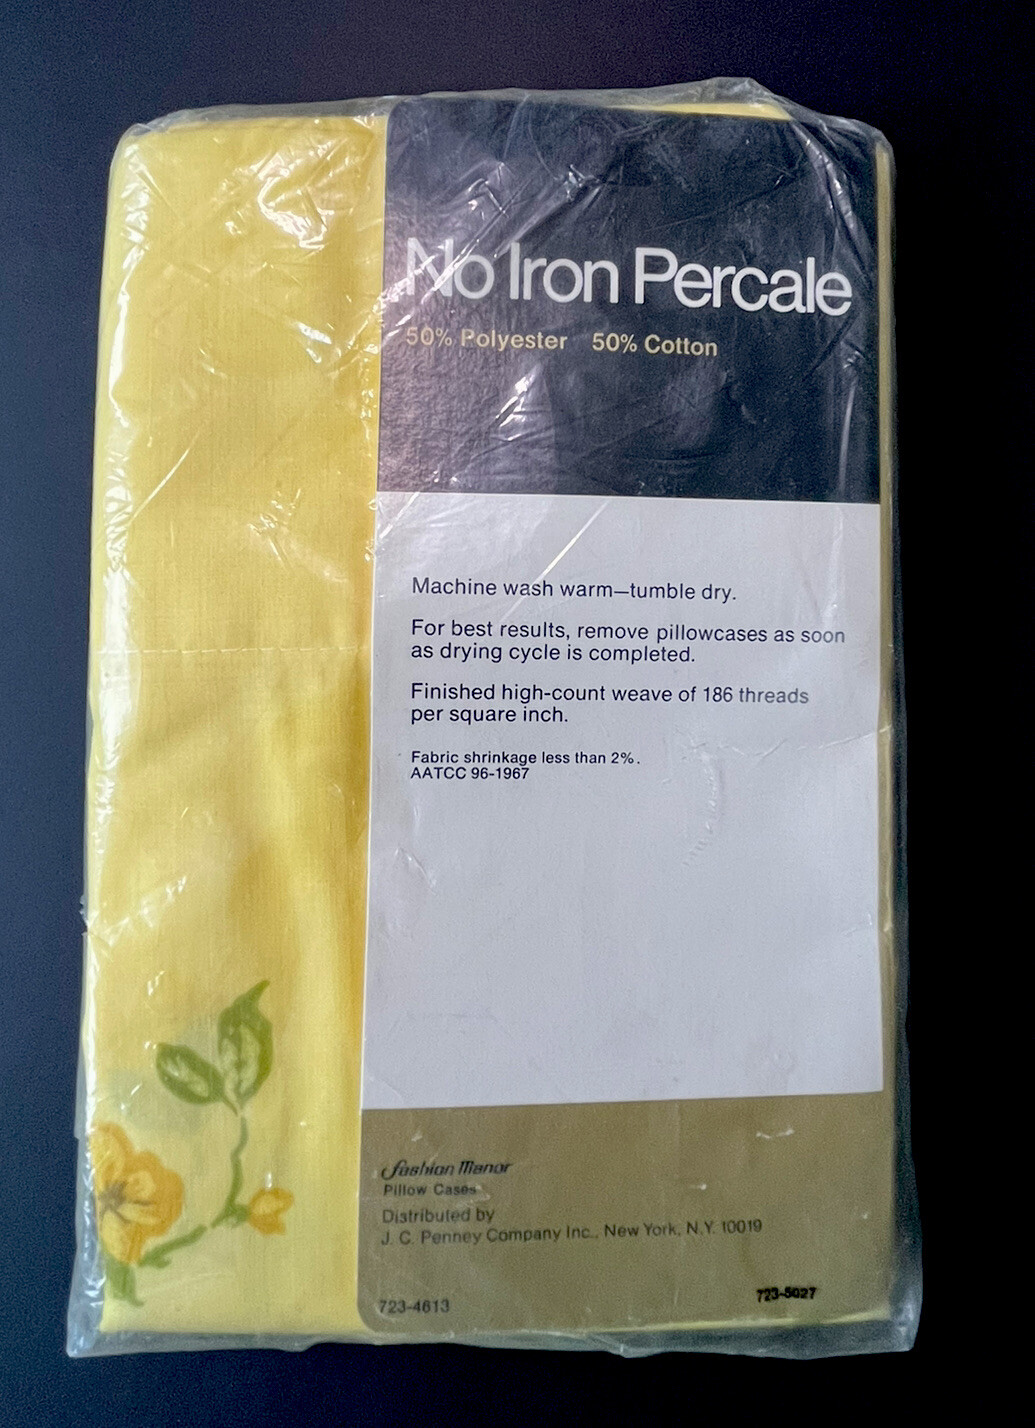 No Iron Percale
50% Polyester 50% Cotton
Machine wash warm—tumble dry.
For best results, remove pillowcases as soon
as drying cycle is completed.
Finished high-count weave of 186 threads
per square inch.
Fabric shrinkage less than 2%.
AATCC 96-1967
Fashion Manor
Pillow Cases
Distributed by
J. C. Penney Company Inc., New York, N.Y. 10019
723-4613 723-5027